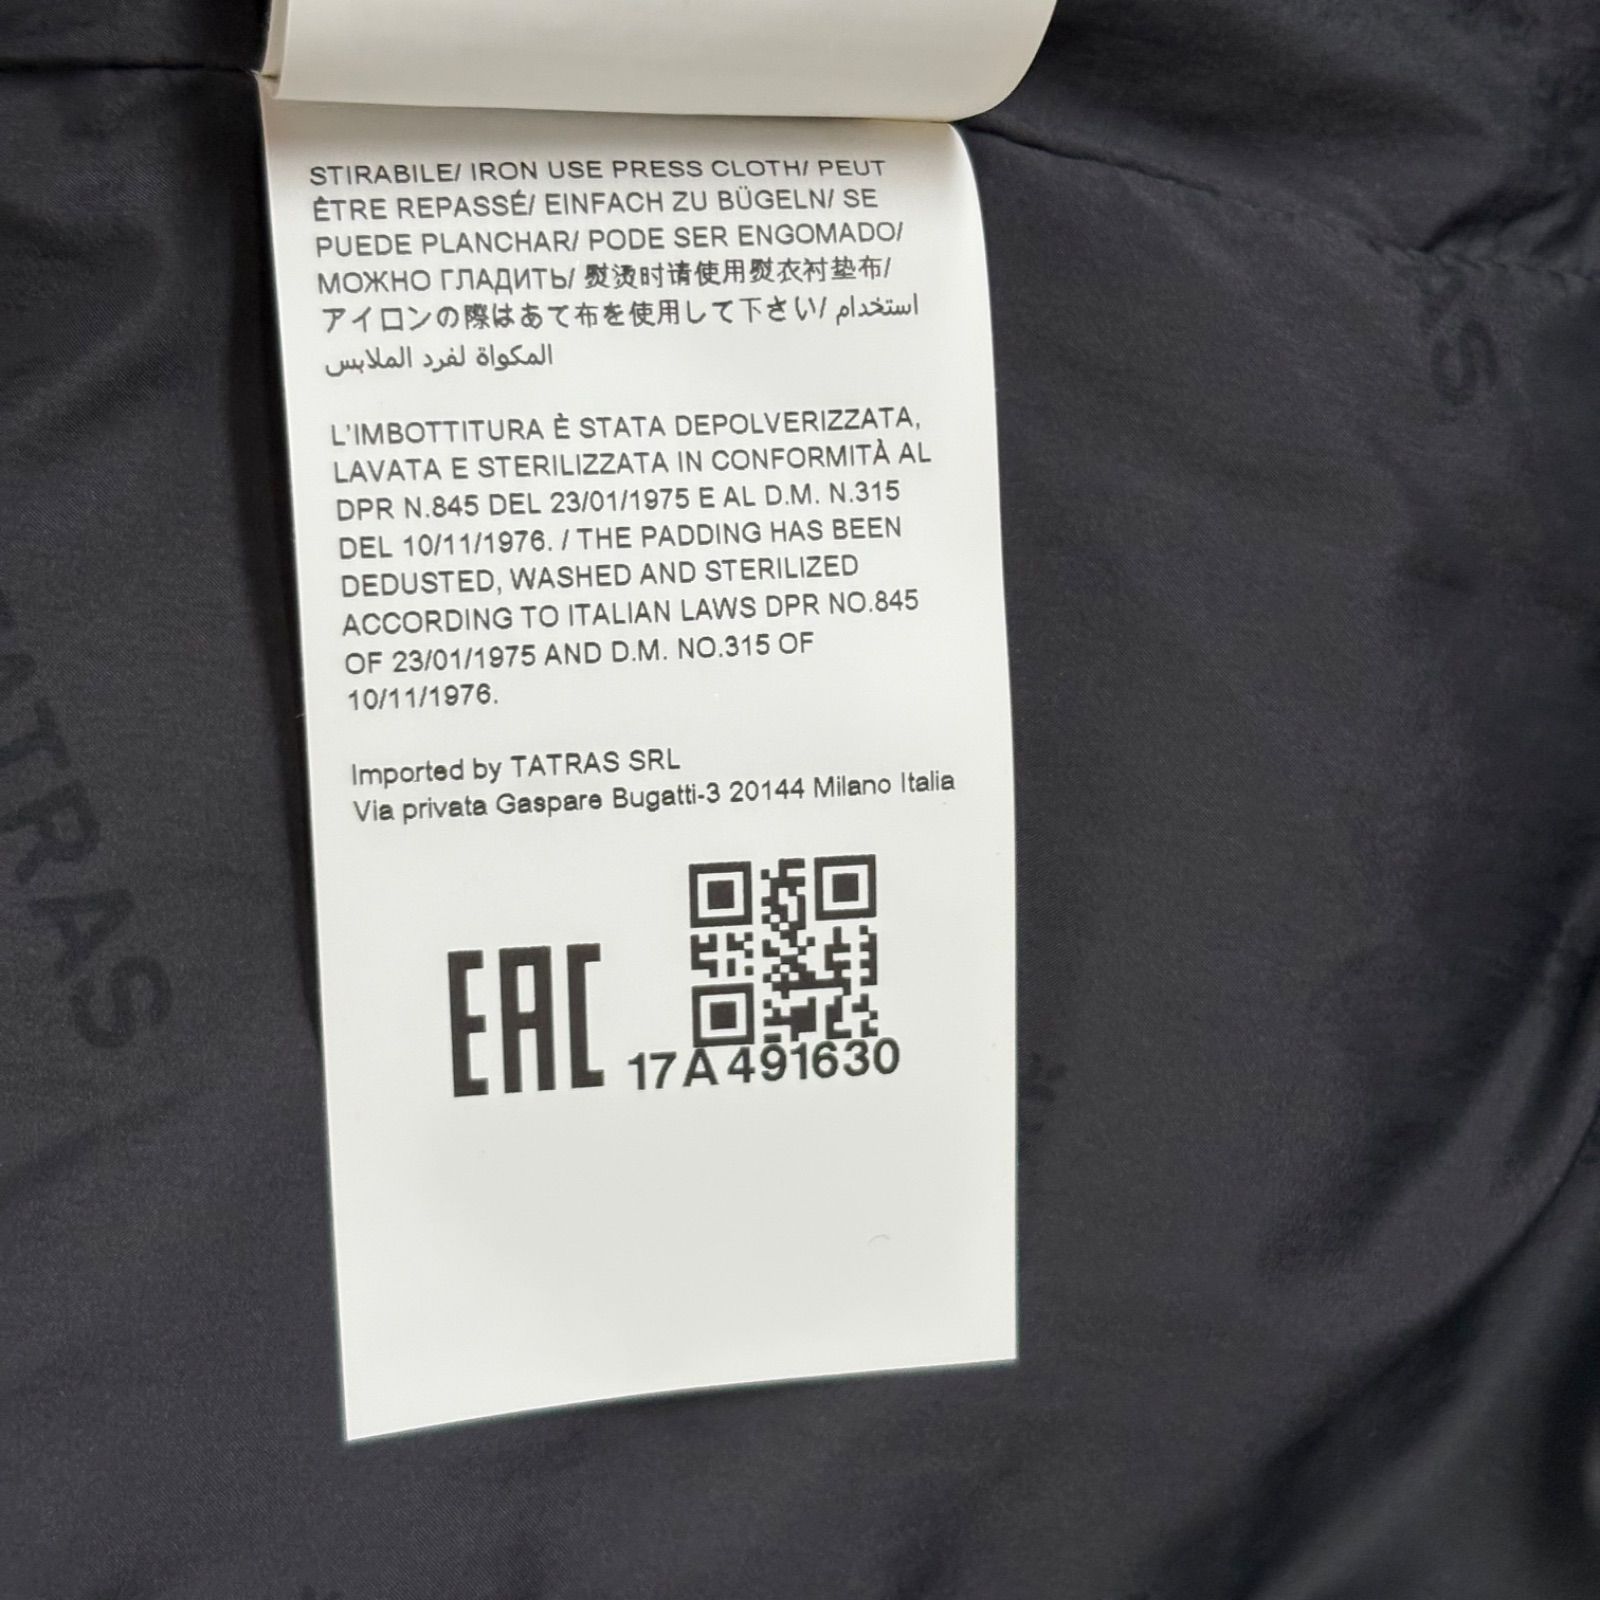 STIRABILE/ IRON USE PRESS CLOTH/ PEUT
ÊTRE REPASSÉ/ EINFACH ZU BÜGELN/ SE
PUEDE PLANCHAR/ PODE SER ENGOMADO/
МОЖНО ГЛАДИТЬ/ 熨烫时请使用熨衣衬垫布/
アイロンの際はあて布を使用して下さい/ استخدام
المكواة لفرد الملابس
L'IMBOTTITURA È STATA DEPOLVERIZZATA,
LAVATA E STERILIZZATA IN CONFORMITÀ AL
DPR N.845 DEL 23/01/1975 E AL D.M. N.315
DEL 10/11/1976. / THE PADDING HAS BEEN
DEDUSTED, WASHED AND STERILIZED
ACCORDING TO ITALIAN LAWS DPR NO.845
OF 23/01/1975 AND D.M. NO.315 OF
10/11/1976.
Imported by TATRAS SRL
Via privata Gaspare Bugatti-3 20144 Milano Italia
EAC
17A491630
TATRAS